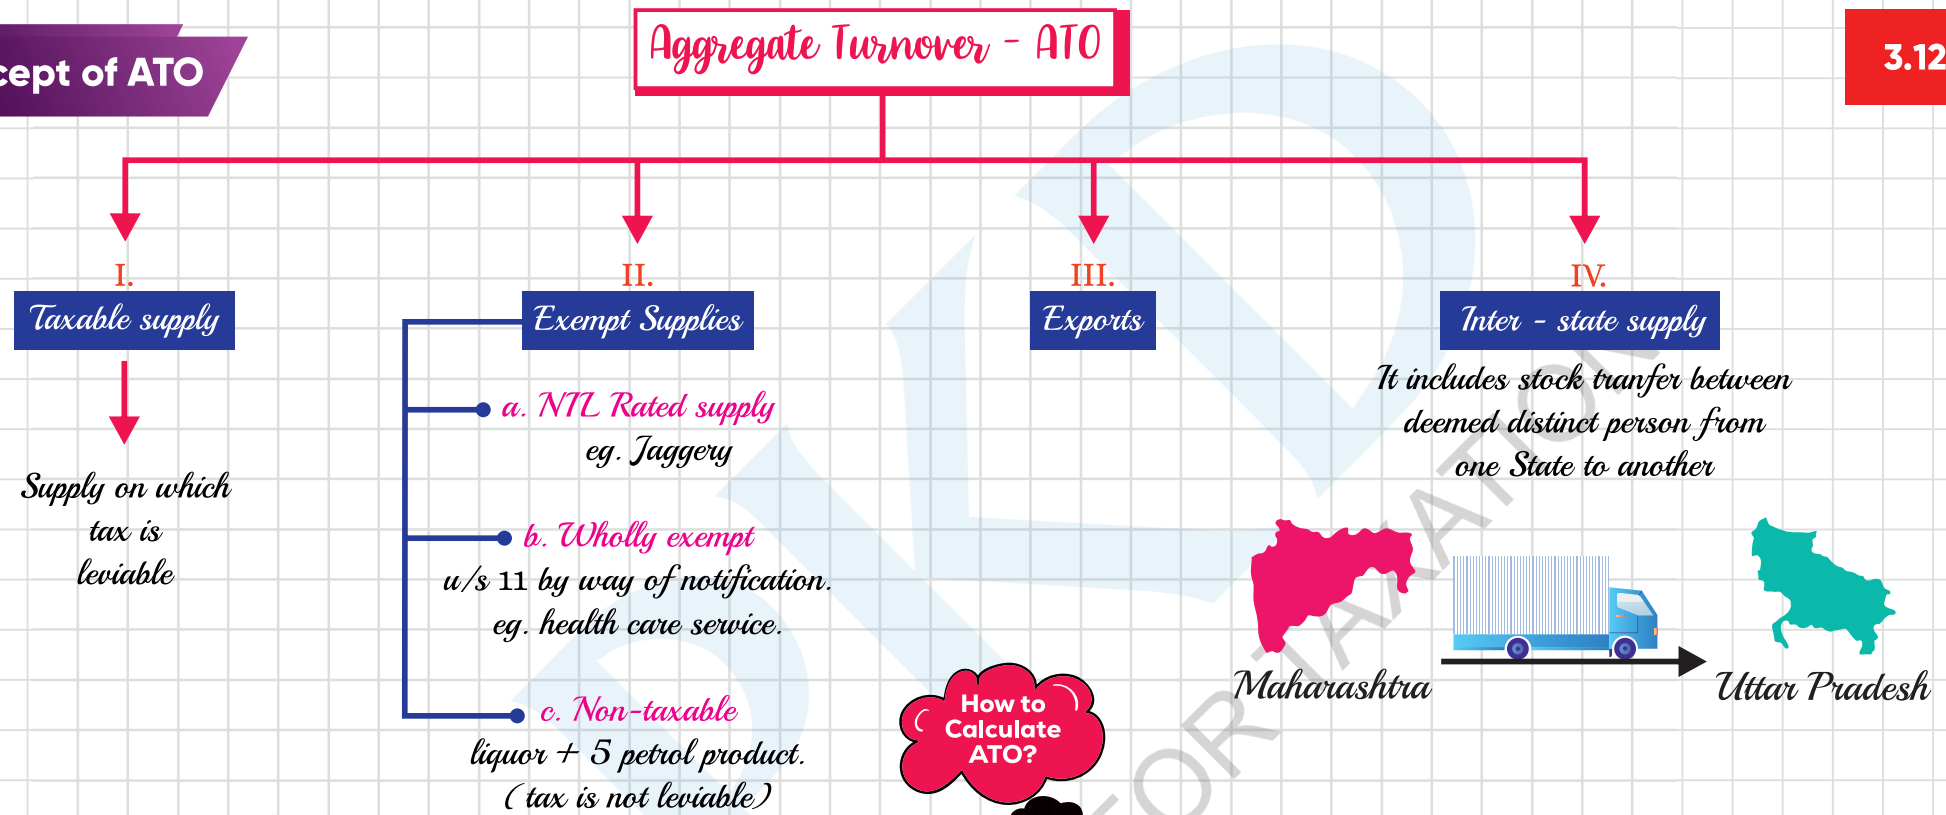 cept of ATO
Aggregate Turnover - ATO
3.12
I.
Taxable supply
Supply on which
tax is
leviable
II.
Exempt Supplies
a. NIL Rated supply
eg. Jaggery
b. Wholly exempt
u/s 11 by way of notification.
eg. health care service.
c. Non-taxable
liquor + 5 petrol product.
( tax is not leviable)
III.
Exports
IV.
Inter - state supply
It includes stock tranfer between
deemed distinct person from
one State to another
Maharashtra
Uttar Pradesh
How to
Calculate
ATO?
PKD
FOR TAXATION